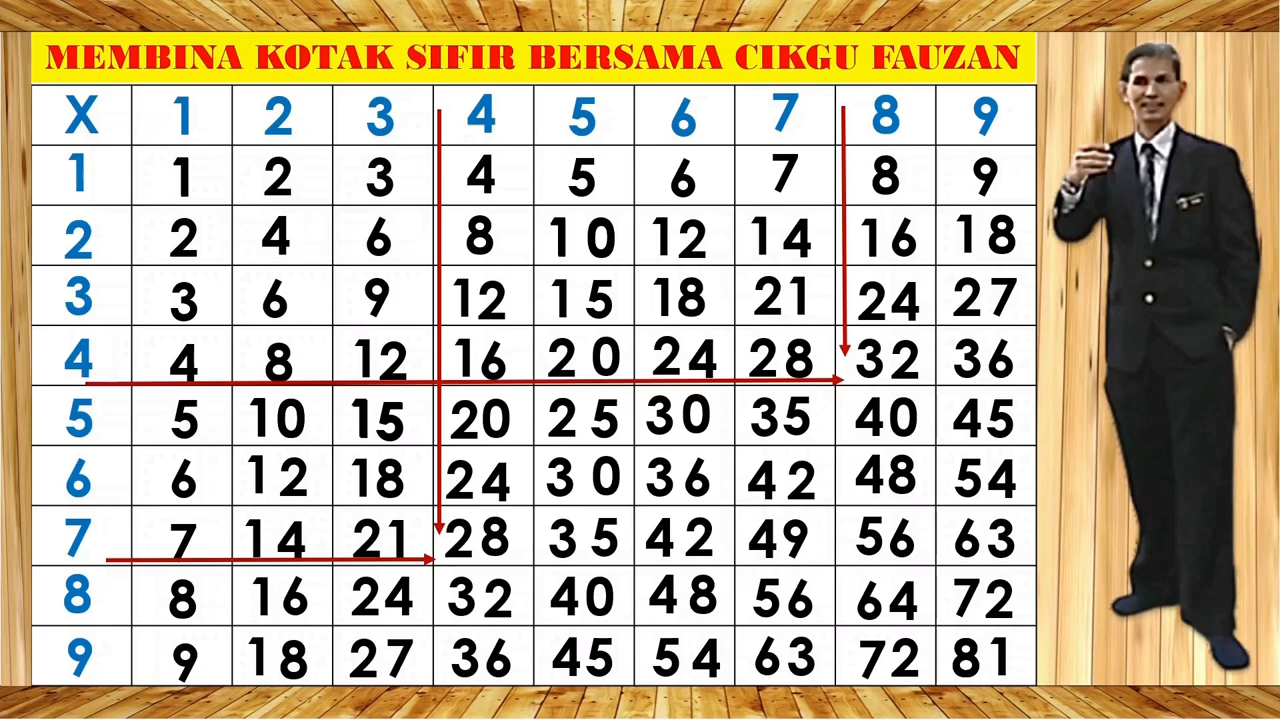 MEMBINA KOTAK SIFIR BERSAMA CIKGU FAUZAN
X 1 2 3 4 5 6 7 8 9
1 1 2 3 4 5 6 7 8 9
2 2 4 6 8 10 12 14 16 18
3 3 6 9 12 15 18 21 24 27
4 4 8 12 16 20 24 28 32 36
5 5 10 15 20 25 30 35 40 45
6 6 12 18 24 30 36 42 48 54
7 7 14 21 28 35 42 49 56 63
8 8 16 24 32 40 48 56 64 72
9 9 18 27 36 45 54 63 72 81